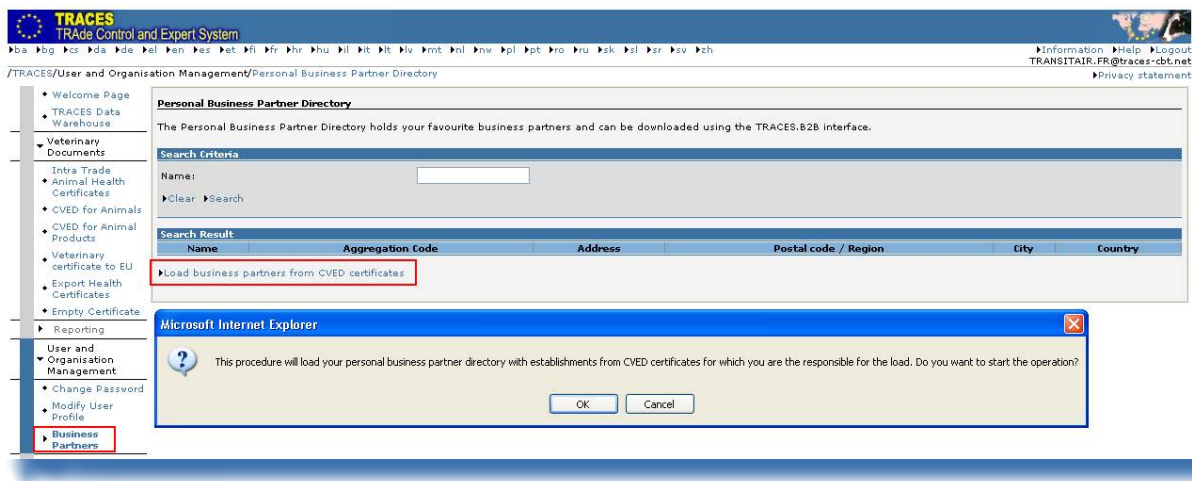 TRACES
TRAde Control and Expert System
ba bg cs da de el en es et fi fr hr hu il it lt lv mt nl nw pl pt ro ru sk sl sr sv zh
Information Help Logout
TRANSITAIR.FR@traces-cbt.net
/TRACES/User and Organisation Management/Personal Business Partner Directory
Privacy statement
Welcome Page
TRACES Data
Warehouse
Veterinary
Documents
Intra Trade
Animal Health
Certificates
CVED for Animals
CVED for Animal
Products
Veterinary
certificate to EU
Export Health
Certificates
Empty Certificate
Reporting
User and
Organisation
Management
Change Password
Modify User
Profile
Business
Partners
Personal Business Partner Directory
The Personal Business Partner Directory holds your favourite business partners and can be downloaded using the TRACES.B2B interface.
Search Criteria
Name:
Clear Search
Search Result
Name Aggregation Code Address Postal code / Region City Country
Load business partners from CVED certificates
Microsoft Internet Explorer
This procedure will load your personal business partner directory with establishments from CVED certificates for which you are the responsible for the load. Do you want to start the operation?
OK Cancel